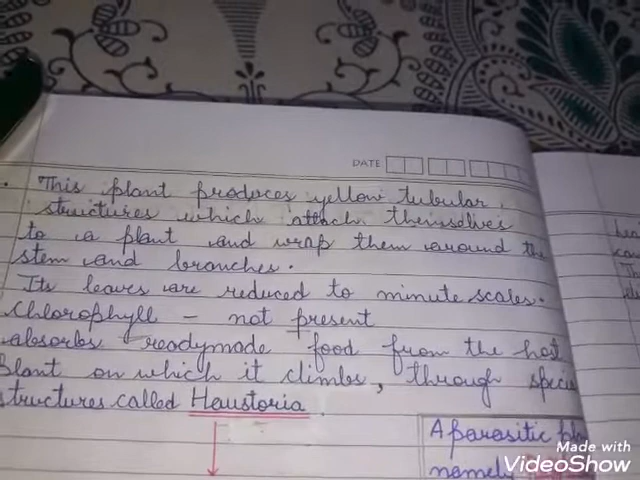 DATE
. This plant produces yellow tubular
structures which attach themselves
to a plant and wrap them around the
stem and branches.
Its leaves are reduced to minute scales.
Chlorophyll - not present
absorbs readymade food from the host
Plant on which it climbs, through speci
structures called Haustoria
A parasitic
namely
Made with
VideoShow